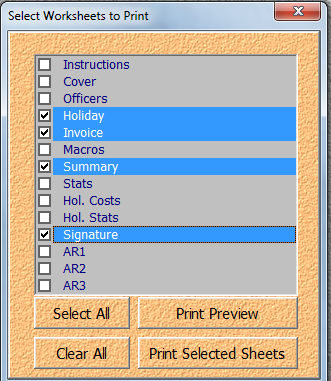 Select Worksheets to Print
Instructions
Cover
Officers
Holiday
Invoice
Macros
Summary
Stats
Hol. Costs
Hol. Stats
Signature
AR1
AR2
AR3
Select All
Print Preview
Clear All
Print Selected Sheets